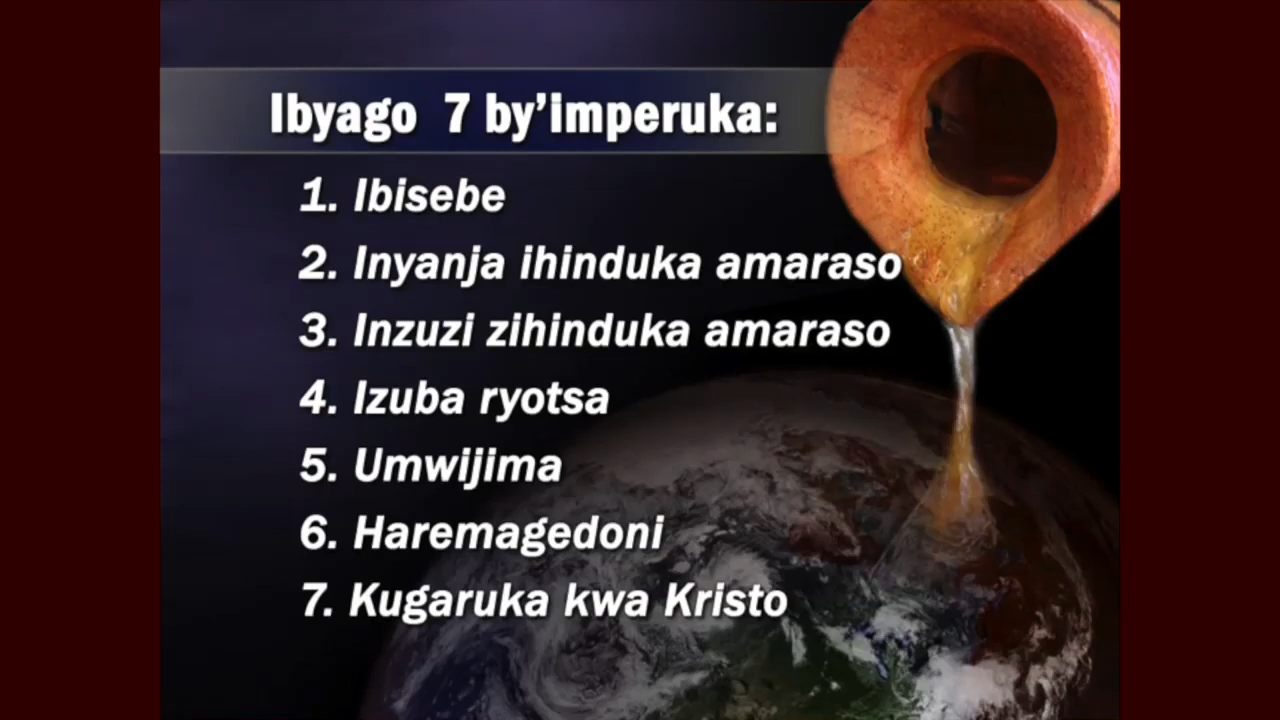 Ibyago 7 by'imperuka:
1. Ibisebe
2. Inyanja ihinduka amaraso
3. Inzuzi zihinduka amaraso
4. Izuba ryotsa
5. Umwijima
6. Haremagedoni
7. Kugaruka kwa Kristo